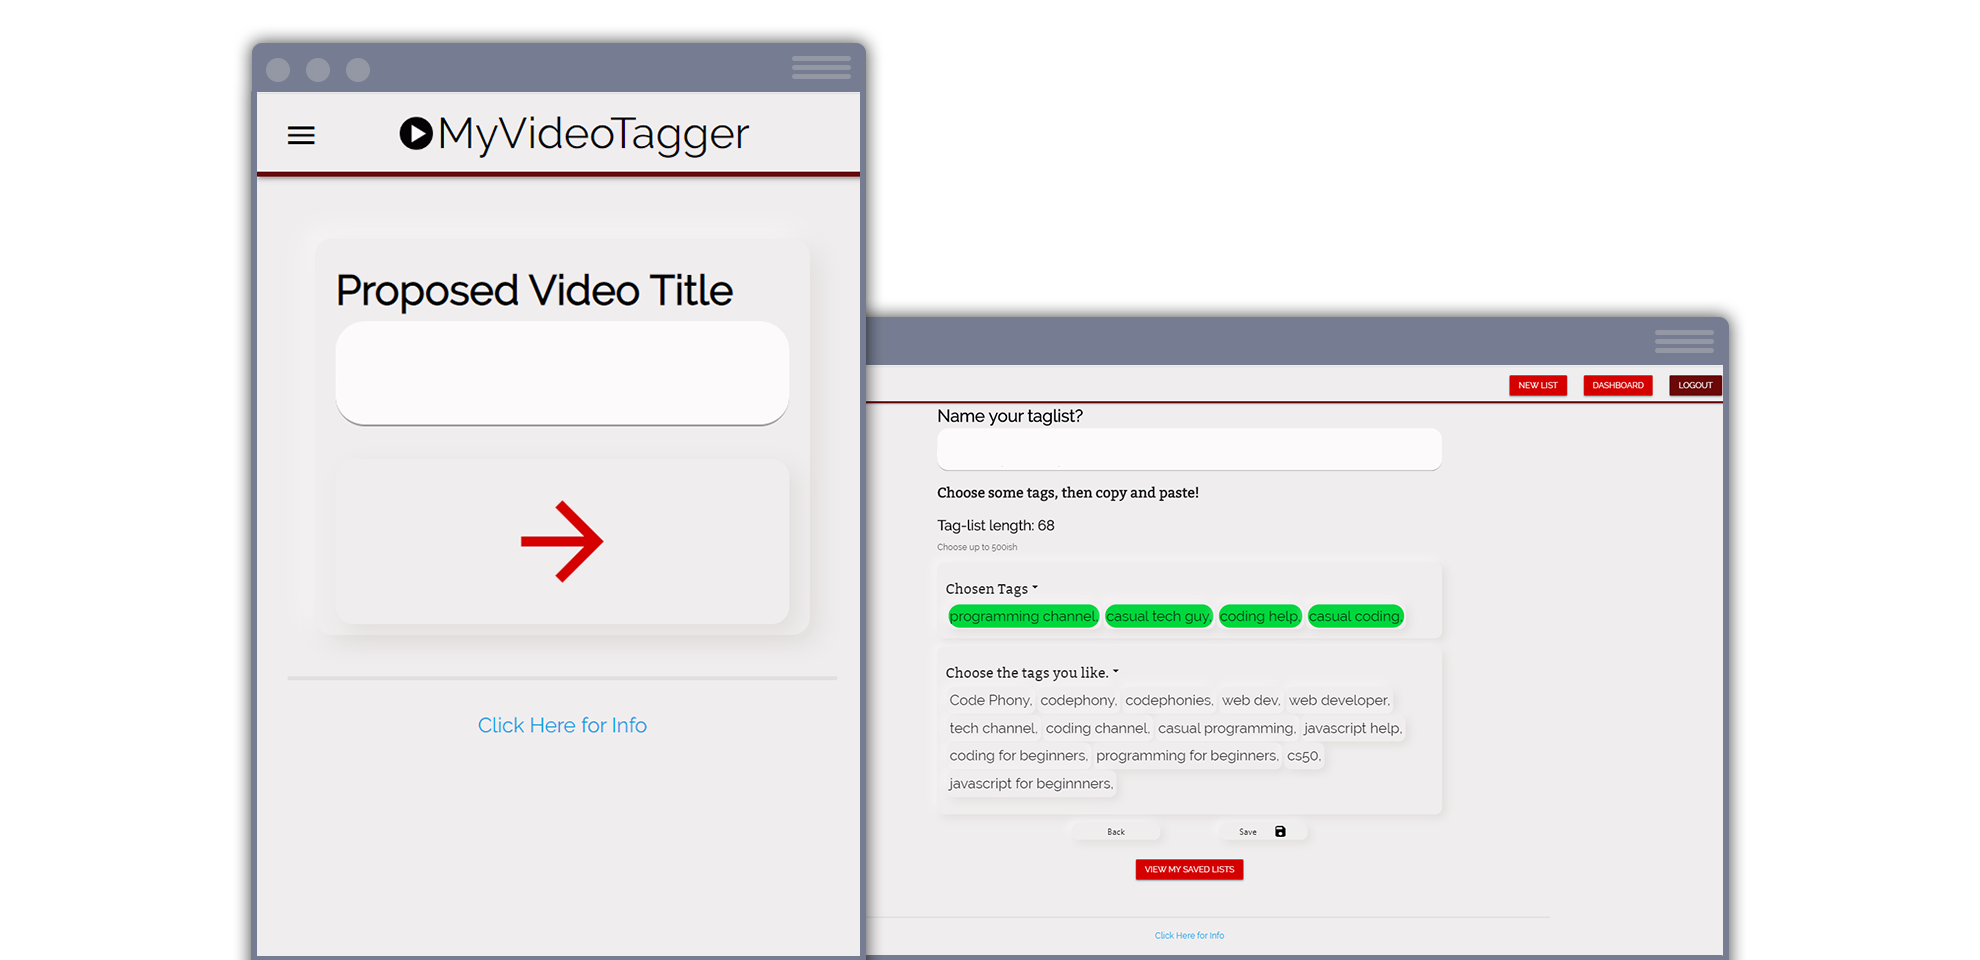 MyVideoTagger
Proposed Video Title
Click Here for Info
NEW LIST DASHBOARD LOGOUT
Name your taglist?
Choose some tags, then copy and paste!
Tag-list length: 68
Choose up to 500ish
Chosen Tags
programming channel, casual tech guy, coding help, casual coding,
Choose the tags you like.
Code Phony, codephony, codephonies, web dev, web developer,
tech channel, coding channel, casual programming, javascript help,
coding for beginners, programming for beginners, cs50,
javascript for beginnners,
Back Save
VIEW MY SAVED LISTS
Click Here for Info